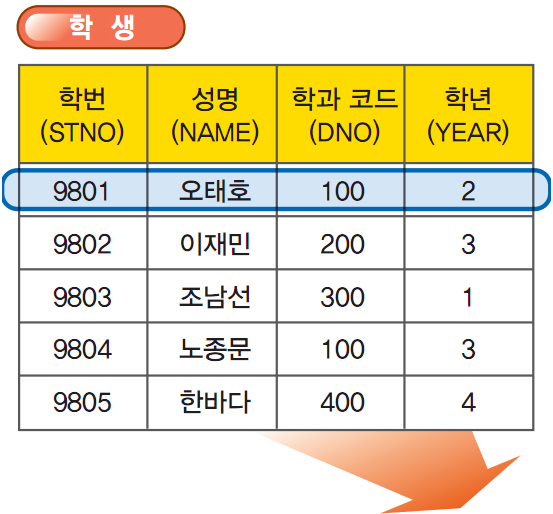 학 생
학번 성명 학과 코드 학년
(STNO) (NAME) (DNO) (YEAR)
9801 오태호 100 2
9802 이재민 200 3
9803 조남선 300 1
9804 노종문 100 3
9805 한바다 400 4